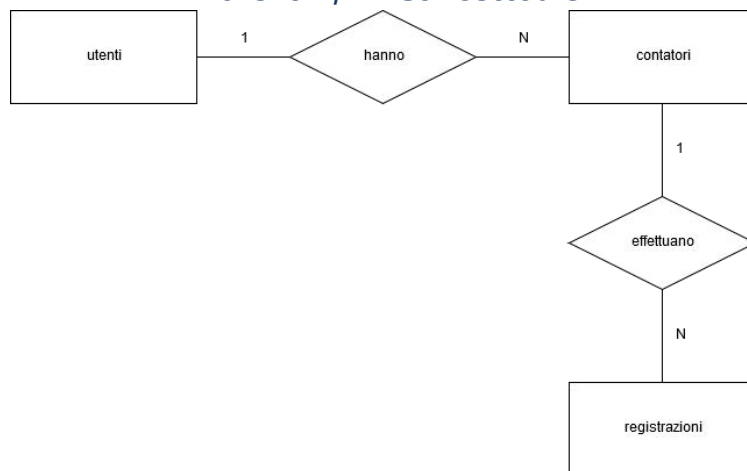 utenti
1
hanno
N
contatori
1
effettuano
N
registrazioni